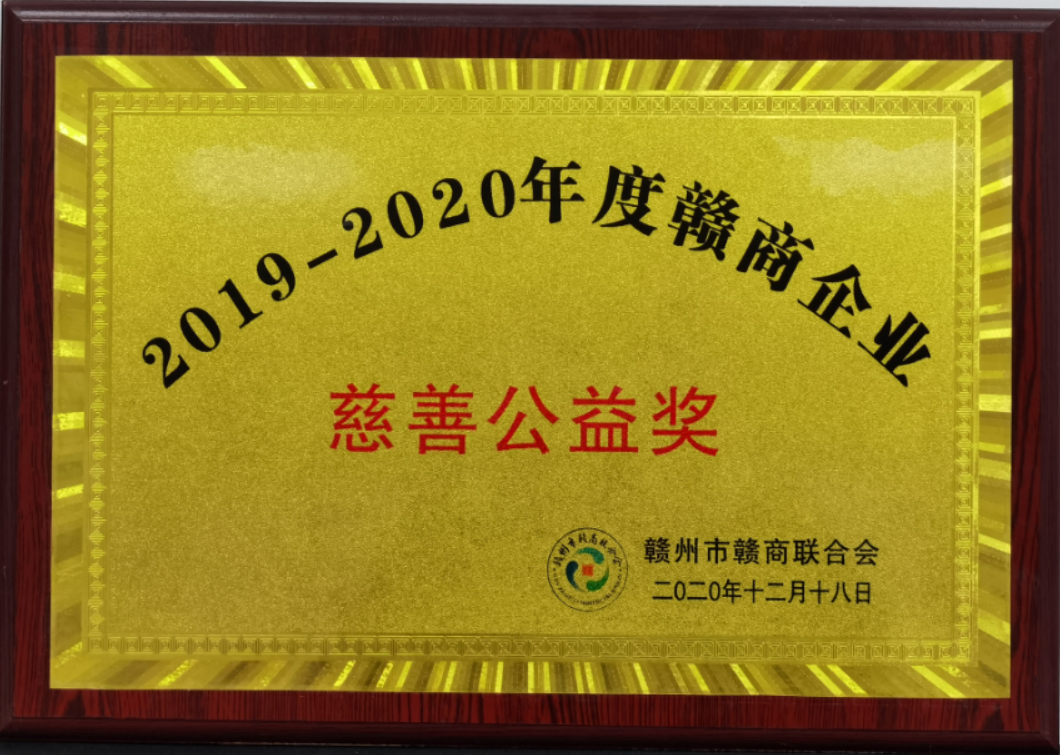 2019-2020年度赣商企业
慈善公益奖
赣州市赣商联合会
二〇二〇年十二月十八日